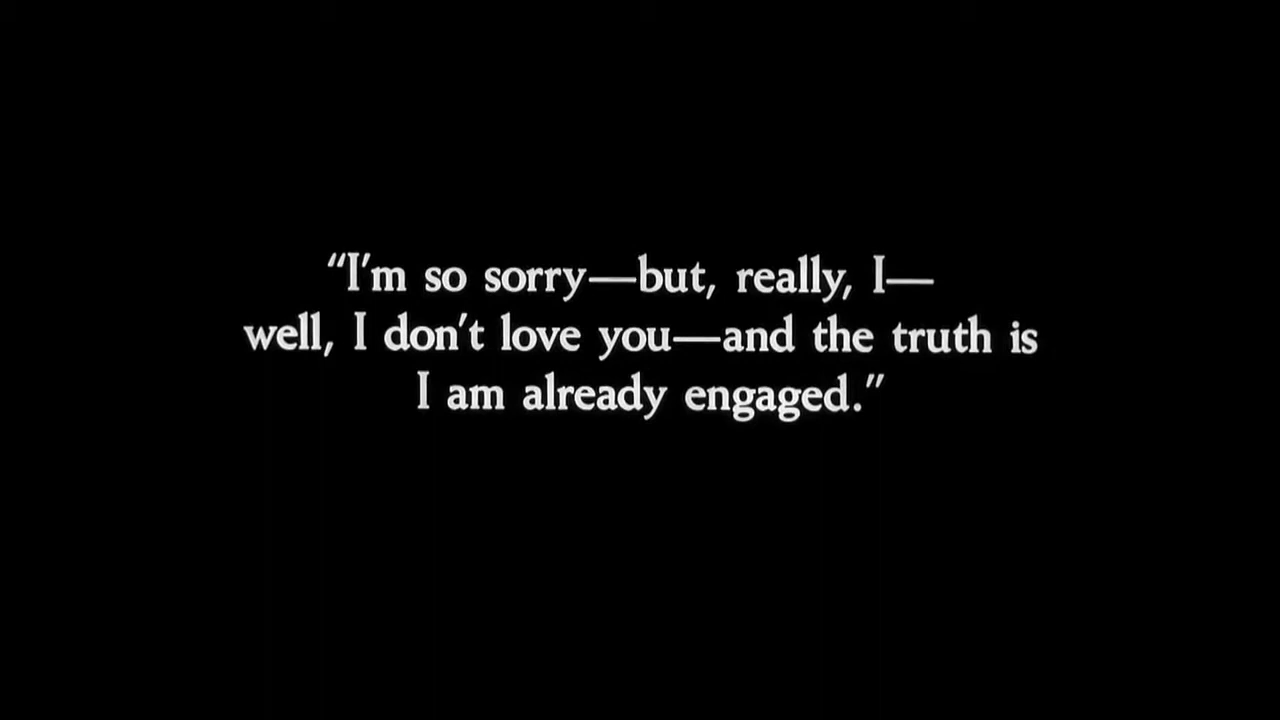 “I'm so sorry—but, really, I—
well, I don't love you—and the truth is
I am already engaged.”